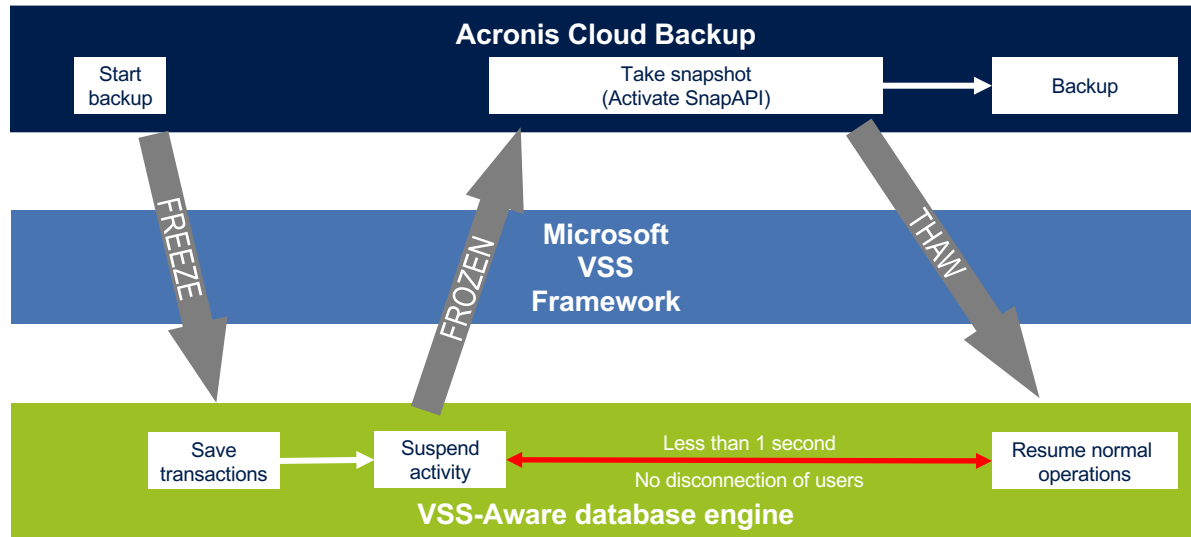 Acronis Cloud Backup
Start
backup
Take snapshot
(Activate SnapAPI)
Backup
FREEZE
FROZEN
THAW
Microsoft
VSS
Framework
Save
transactions
Suspend
activity
Less than 1 second
No disconnection of users
Resume normal
operations
VSS-Aware database engine